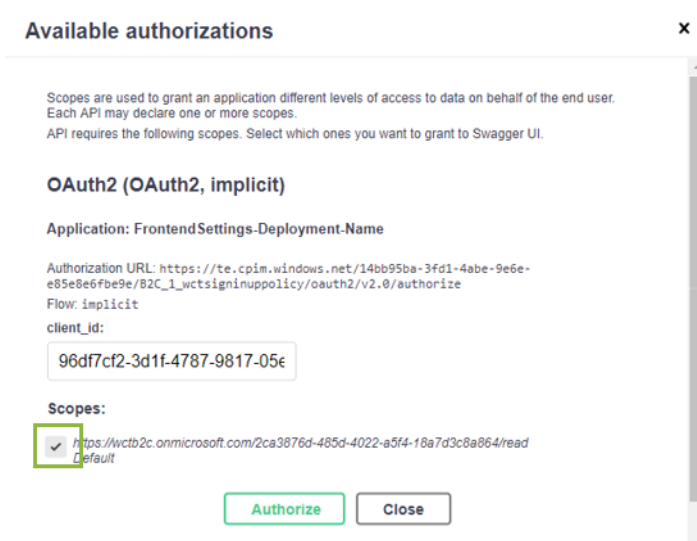 Available authorizations
×
Scopes are used to grant an application different levels of access to data on behalf of the end user.
Each API may declare one or more scopes.
API requires the following scopes. Select which ones you want to grant to Swagger UI.
OAuth2 (OAuth2, implicit)
Application: FrontendSettings-Deployment-Name
Authorization URL: https://te.cpim.windows.net/14bb95ba-3fd1-4abe-9e6e-
e85e8e6fbe9e/B2C_1_wctsigninuppolicy/oauth2/v2.0/authorize
Flow: implicit
client_id:
96df7cf2-3d1f-4787-9817-05e
Scopes:
https://wctb2c.onmicrosoft.com/2ca3876d-485d-4022-a5f4-18a7d3c8a864/read
Default
Authorize Close